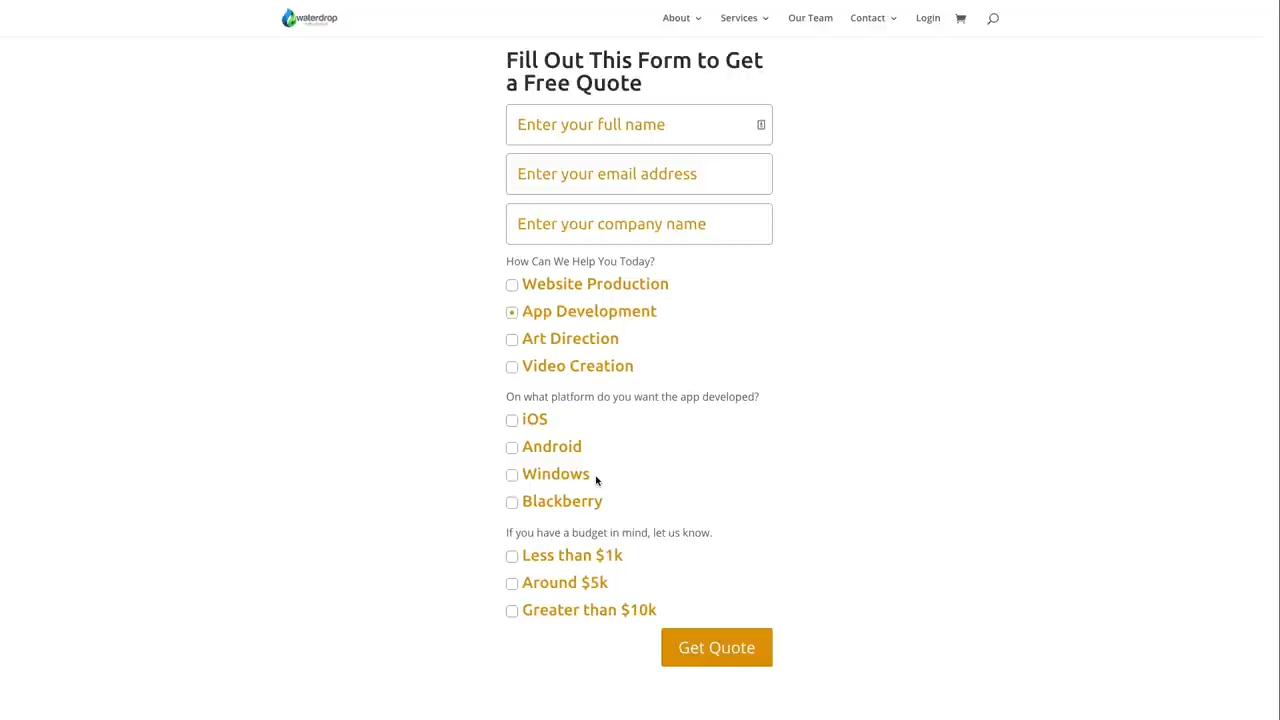 waterdrop
About
Services
Our Team
Contact
Login
Fill Out This Form to Get
a Free Quote
Enter your full name
Enter your email address
Enter your company name
How Can We Help You Today?
Website Production
App Development
Art Direction
Video Creation
On what platform do you want the app developed?
iOS
Android
Windows
Blackberry
If you have a budget in mind, let us know.
Less than $1k
Around $5k
Greater than $10k
Get Quote